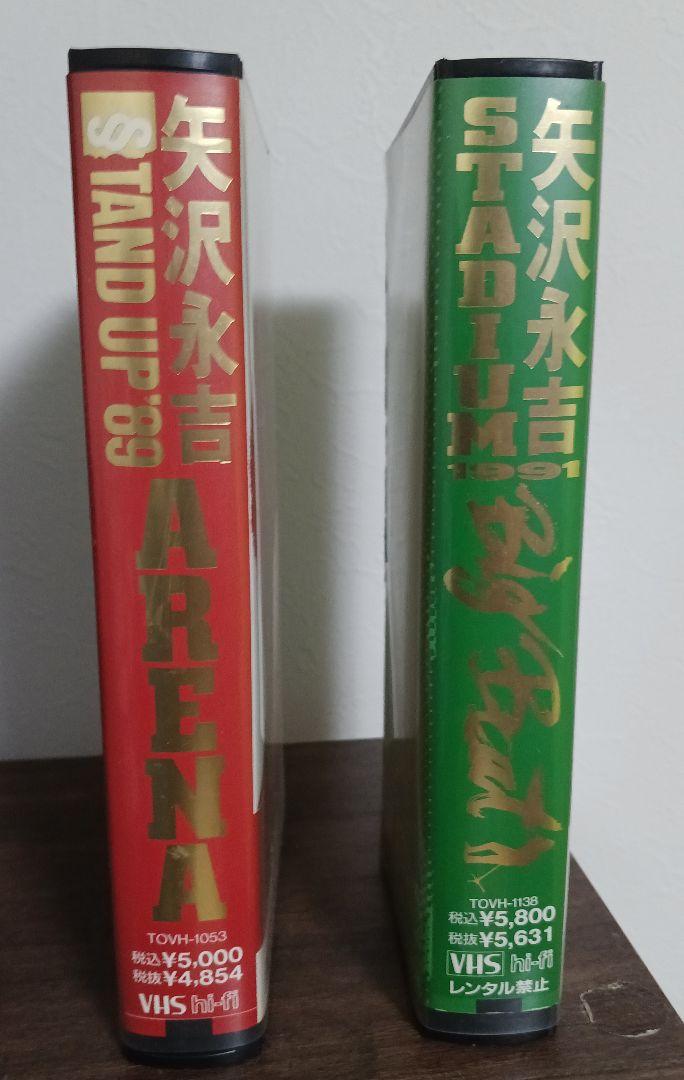 矢沢永吉
STAND UP '89
ARENA
TOVH-1053
税込¥5,000
税抜¥4,854
VHS hi-fi
矢沢永吉
STADIUM
1991
Big Beat
TOVH-1138
税込¥5,800
税抜¥5,631
VHS hi-fi
レンタル禁止